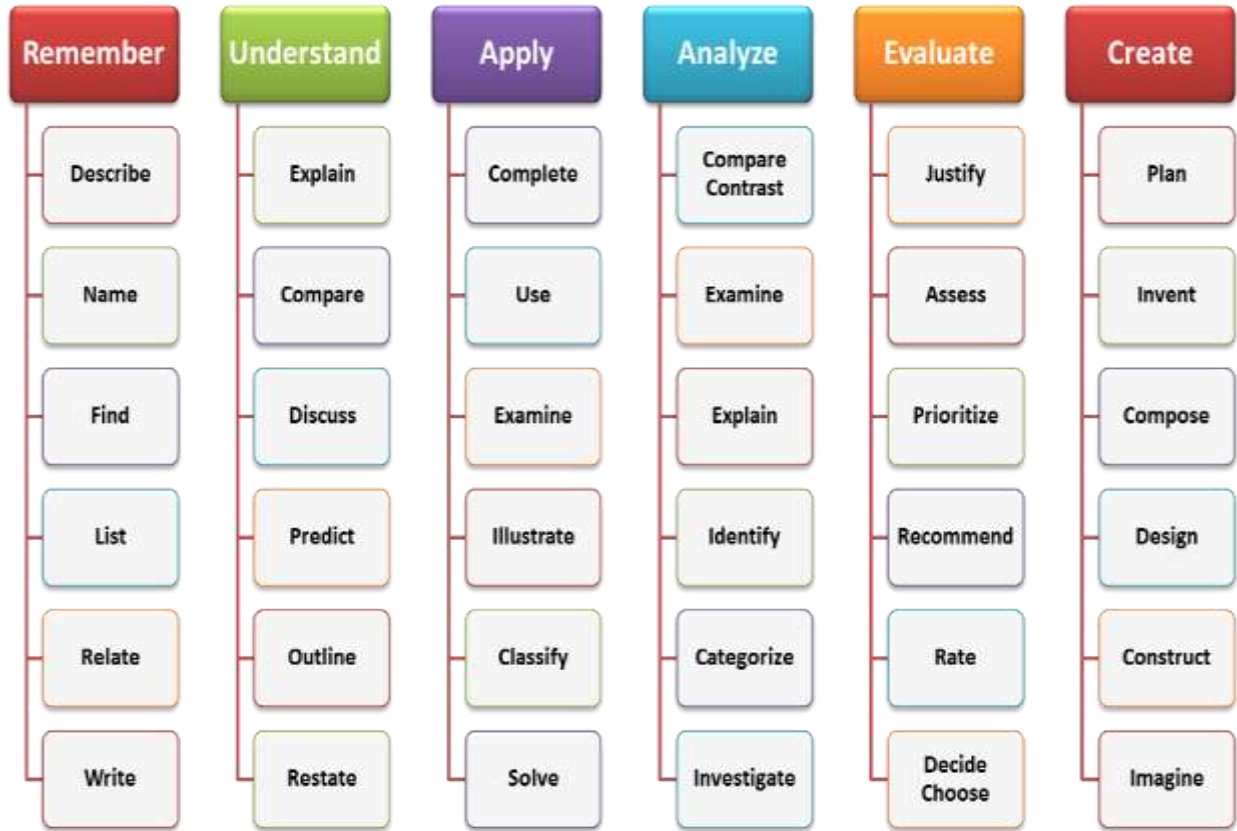 Remember
Describe
Name
Find
List
Relate
Write
Understand
Explain
Compare
Discuss
Predict
Outline
Restate
Apply
Complete
Use
Examine
Illustrate
Classify
Solve
Analyze
Compare
Contrast
Examine
Explain
Identify
Categorize
Investigate
Evaluate
Justify
Assess
Prioritize
Recommend
Rate
Decide
Choose
Create
Plan
Invent
Compose
Design
Construct
Imagine